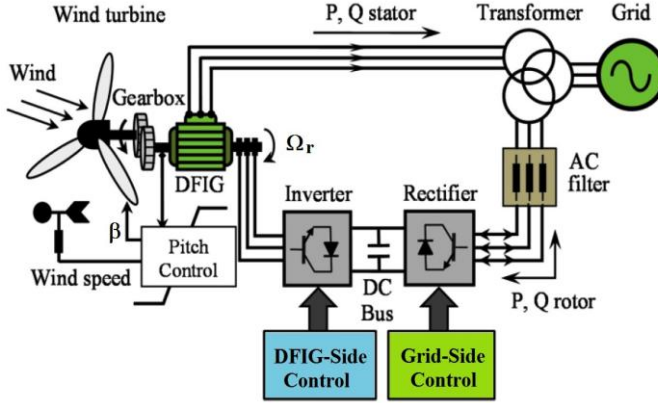 Wind turbine
P, Q stator
Transformer
Grid
Wind
Gearbox
Ωr
DFIG
Inverter
Rectifier
AC
filter
β
Pitch
Control
Wind speed
DC
Bus
P, Q rotor
DFIG-Side
Control
Grid-Side
Control